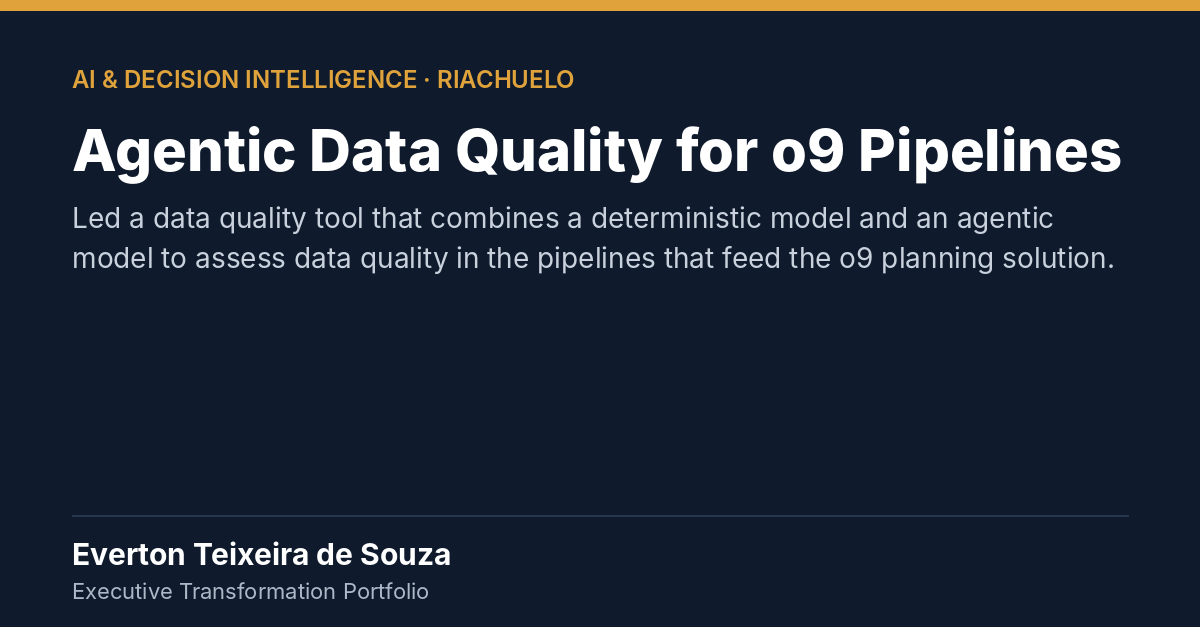 AI & DECISION INTELLIGENCE · RIACHUELO
Agentic Data Quality for o9 Pipelines
Led a data quality tool that combines a deterministic model and an agentic
model to assess data quality in the pipelines that feed the o9 planning solution.
Everton Teixeira de Souza
Executive Transformation Portfolio